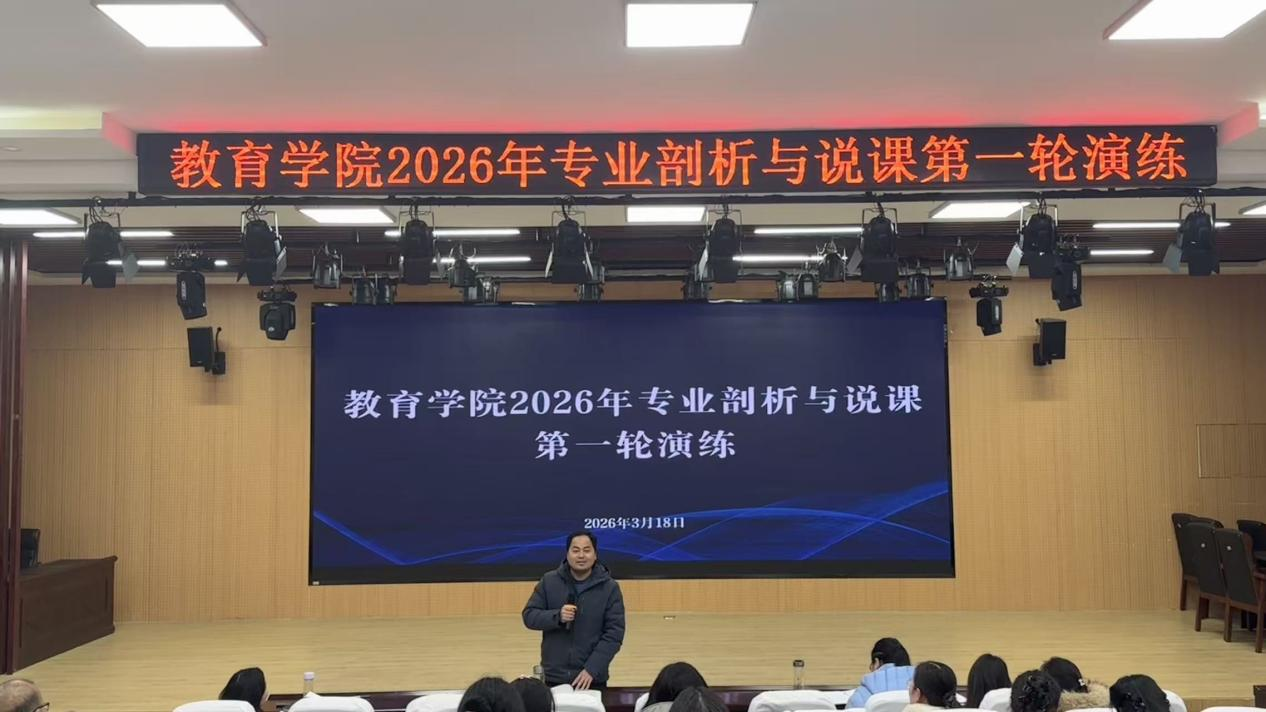 教育学院2026年专业剖析与说课第一轮演练
教育学院2026年专业剖析与说课
第一轮演练
2026年3月18日